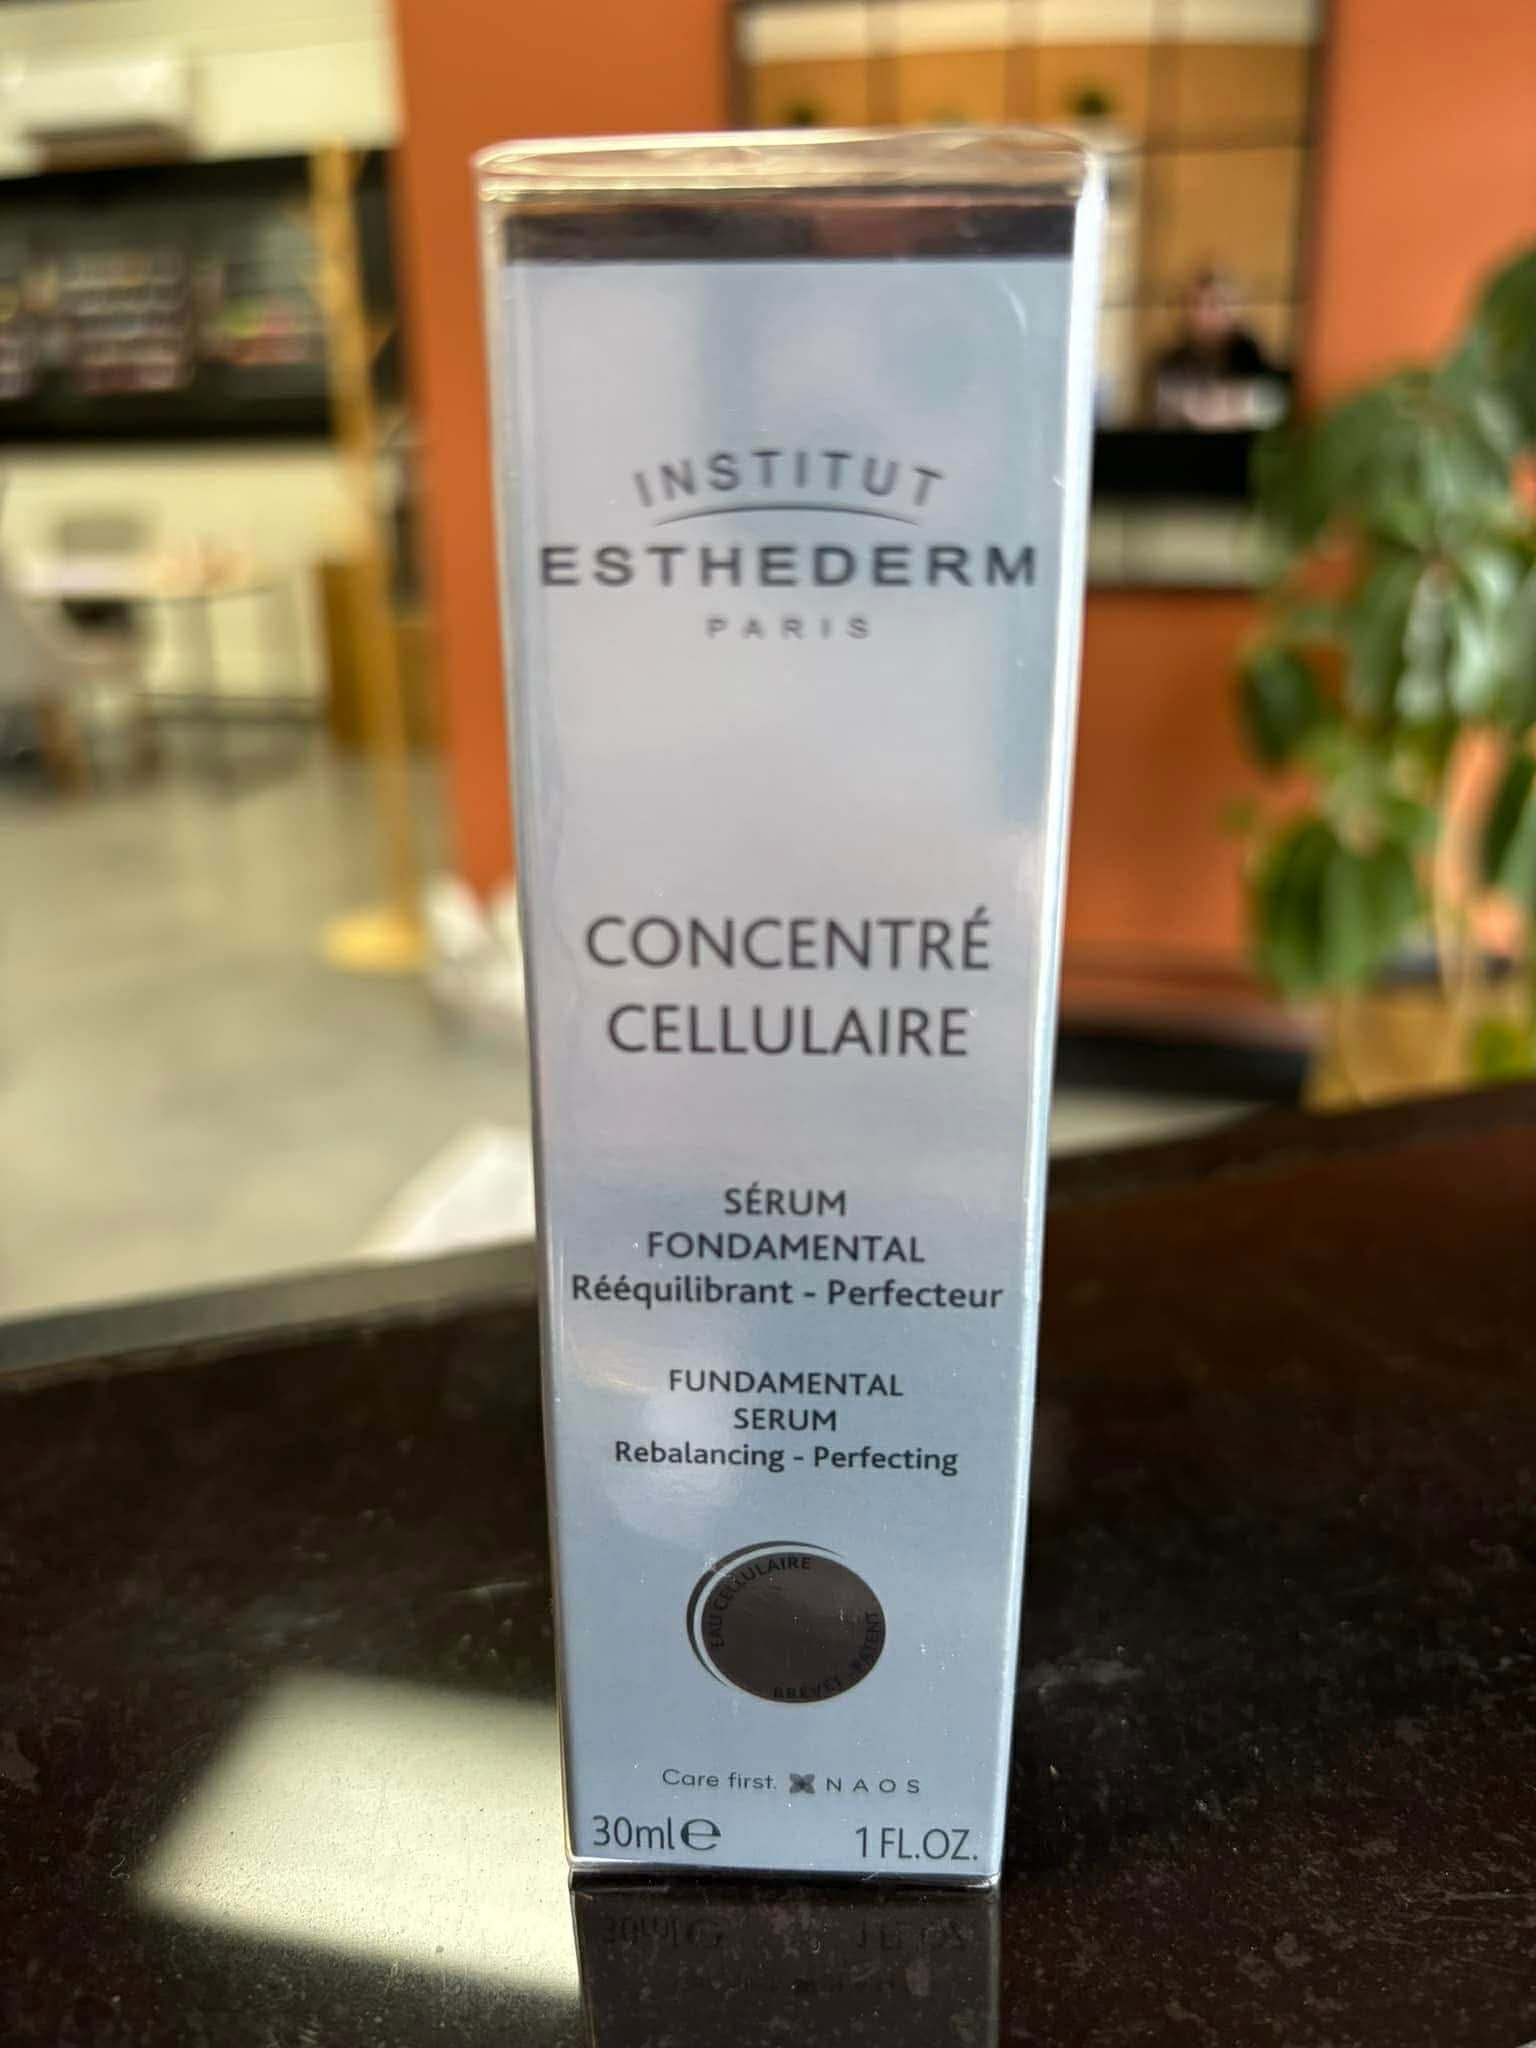 INSTITUT
ESTHEDERM
PARIS
CONCENTRÉ
CELLULAIRE
SÉRUM
FONDAMENTAL
Rééquilibrant - Perfecteur
FUNDAMENTAL
SERUM
Rebalancing - Perfecting
EAU CELLULAIRE
BREVET PATENT
Care first. NAOS
30ml e 1 FL.OZ.